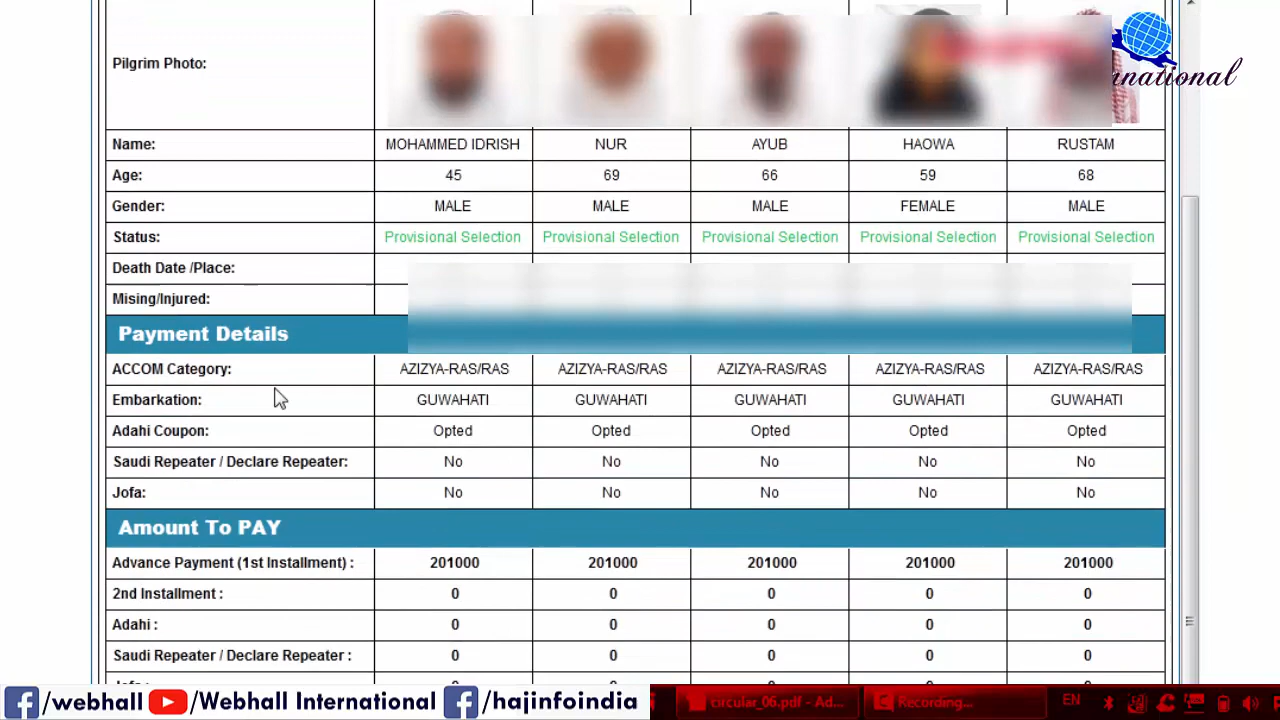 rnational
Pilgrim Photo:
Name: MOHAMMED IDRISH NUR AYUB HAOWA RUSTAM
Age: 45 69 66 59 68
Gender: MALE MALE MALE FEMALE MALE
Status: Provisional Selection Provisional Selection Provisional Selection Provisional Selection Provisional Selection
Death Date /Place:
Mising/Injured:
Payment Details
ACCOM Category: AZIZYA-RAS/RAS AZIZYA-RAS/RAS AZIZYA-RAS/RAS AZIZYA-RAS/RAS AZIZYA-RAS/RAS
Embarkation: GUWAHATI GUWAHATI GUWAHATI GUWAHATI GUWAHATI
Adahi Coupon: Opted Opted Opted Opted Opted
Saudi Repeater / Declare Repeater: No No No No No
Jofa: No No No No No
Amount To PAY
Advance Payment (1st Installment) : 201000 201000 201000 201000 201000
2nd Installment : 0 0 0 0 0
Adahi : 0 0 0 0 0
Saudi Repeater / Declare Repeater : 0 0 0 0 0
/webhall /Webhall International /hajinfoindia circular_06.pdf - Ad... Recording... EN